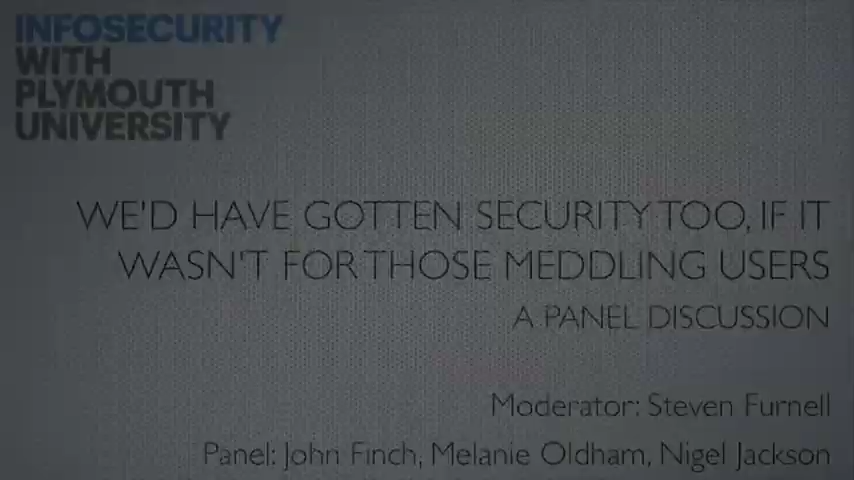 INFOSECURITY
WITH
PLYMOUTH
UNIVERSITY
WE'D HAVE GOTTEN SECURITY TOO, IF IT
WASN'T FOR THOSE MEDDLING USERS
A PANEL DISCUSSION
Moderator: Steven Furnell
Panel: John Finch, Melanie Oldham, Nigel Jackson